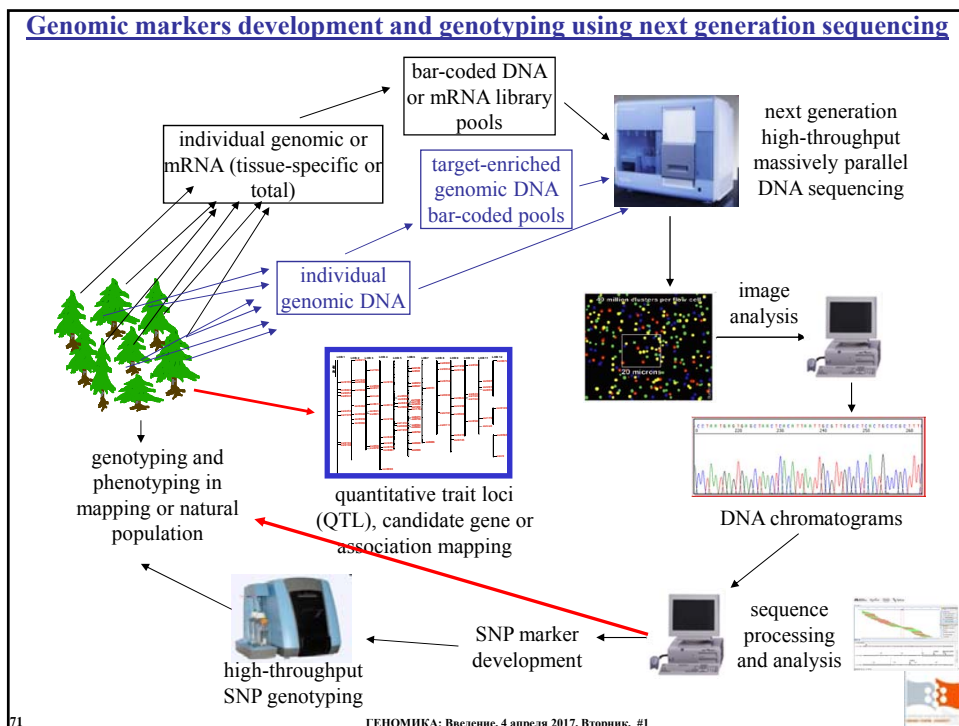 Genomic markers development and genotyping using next generation sequencing
bar-coded DNA
or mRNA library
pools
individual genomic or
mRNA (tissue-specific or
total)
target-enriched
genomic DNA
bar-coded pools
next generation
high-throughput
massively parallel
DNA sequencing
individual
genomic DNA
million clusters per flow cell
20 microns
image
analysis
DNA chromatograms
genotyping and
phenotyping in
mapping or natural
population
quantitative trait loci
(QTL), candidate gene or
association mapping
sequence
processing
and analysis
SNP marker
development
high-throughput
SNP genotyping
71
ГЕНОМИКА: Введение, 4 апреля 2017, Вторник, #1